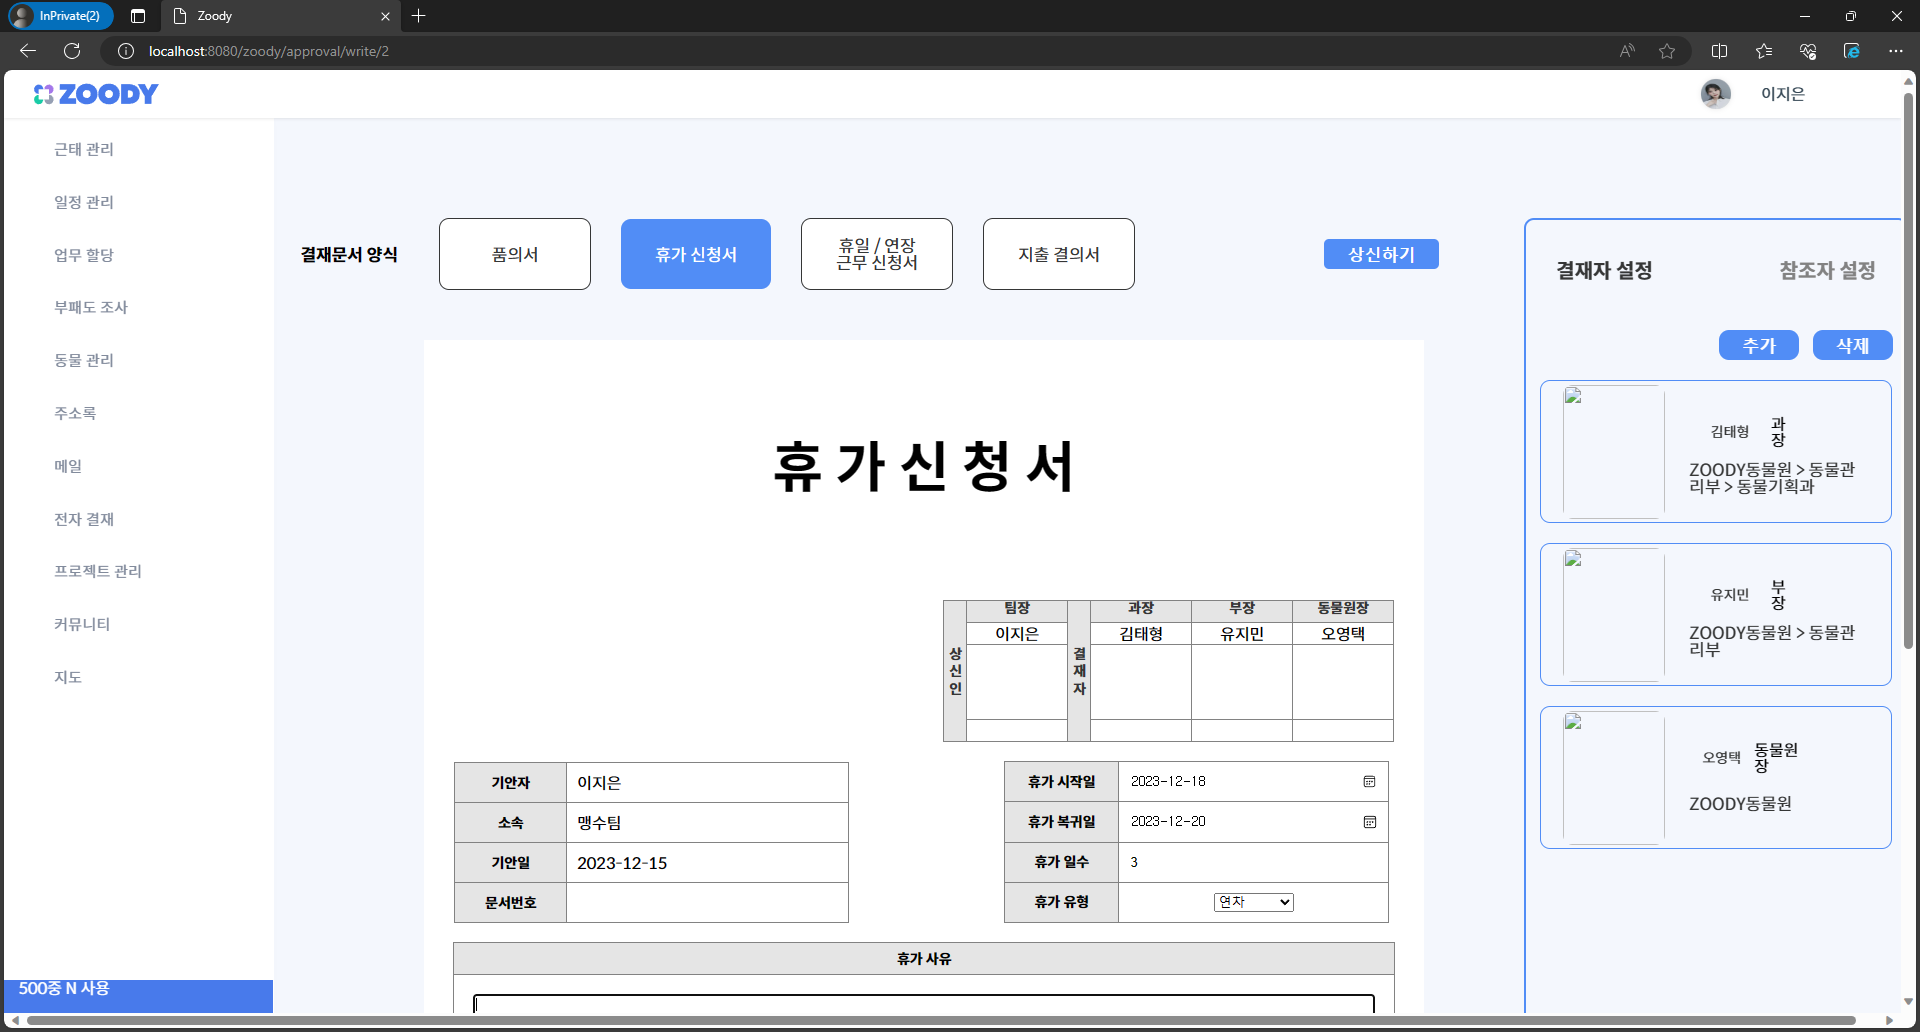 InPrivate(2)
Zoody
localhost:8080/zoody/approval/write/2
ZOODY
이지은
근태 관리
일정 관리
업무 할당
부패도 조사
동물 관리
주소록
메일
전자 결재
프로젝트 관리
커뮤니티
지도
500중 N 사용
결재문서 양식
품의서
휴가 신청서
휴일 / 연장
근무 신청서
지출 결의서
상신하기
휴가신청서
상신인
팀장
이지은
결재자
과장
부장
동물원장
김태형
유지민
오영택
기안자
이지은
소속
맹수팀
기안일
2023-12-15
문서번호
휴가 시작일
2023-12-18
휴가 복귀일
2023-12-20
휴가 일수
3
휴가 유형
연차
휴가 사유
결재자 설정
참조자 설정
추가
삭제
김태형
과
장
ZOODY동물원 > 동물관
리부 > 동물기획과
유지민
부
장
ZOODY동물원 > 동물관
리부
오영택
동물원
장
ZOODY동물원